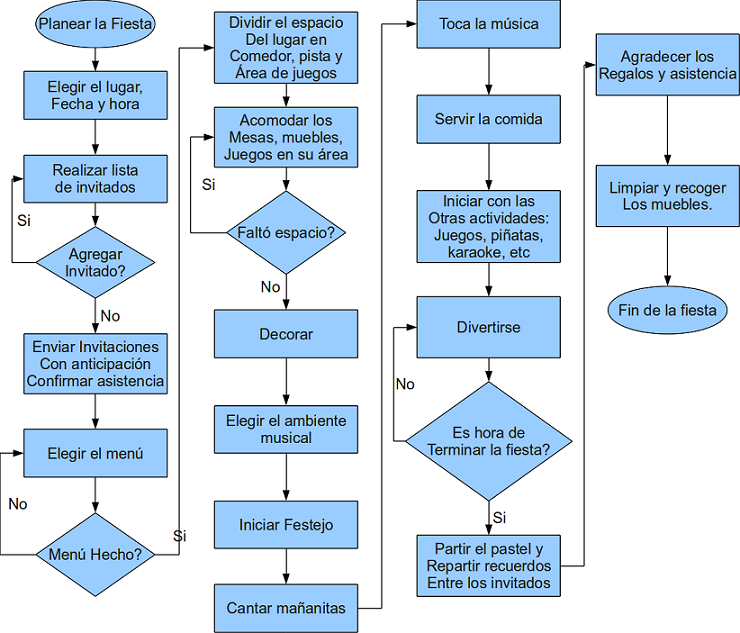 Planear la Fiesta
Elegir el lugar,
Fecha y hora
Realizar lista
de invitados
Si
Agregar
Invitado?
No
Enviar Invitaciones
Con anticipación
Confirmar asistencia
Elegir el menú
No
Menú Hecho?
Si
Dividir el espacio
Del lugar en
Comedor, pista y
Área de juegos
Acomodar los
Mesas, muebles,
Juegos en su área
Si
Faltó espacio?
No
Decorar
Elegir el ambiente
musical
Iniciar Festejo
Cantar mañanitas
Toca la música
Servir la comida
Iniciar con las
Otras actividades:
Juegos, piñatas,
karaoke, etc
Divertirse
No
Es hora de
Terminar la fiesta?
Si
Partir el pastel y
Repartir recuerdos
Entre los invitados
Agradecer los
Regalos y asistencia
Limpiar y recoger
Los muebles.
Fin de la fiesta